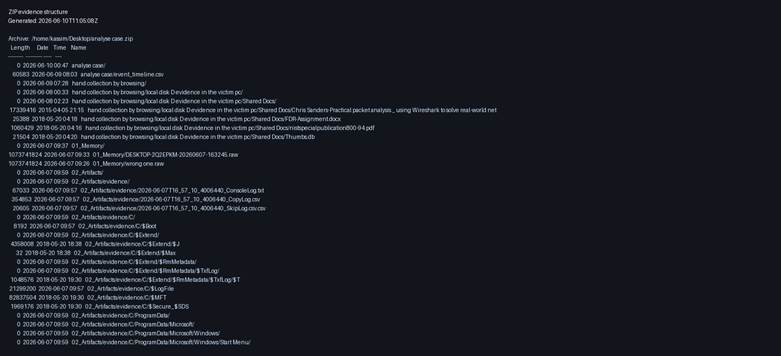 ZIP evidence structure
Generated: 2026-06-10T11:05:08Z
Archive: /home/kassim/Desktop/analyse case.zip
Length Date Time Name
--------- ---------- ----- ----
0 2026-06-10 00:47 analyse case/
60583 2026-06-09 08:03 analyse case/event_timeline.csv
0 2026-06-09 07:28 hand collection by browsing/
0 2026-06-08 00:33 hand collection by browsing/local disk D evidence in the victim pc/
0 2026-06-08 02:23 hand collection by browsing/local disk D evidence in the victim pc/Shared Docs/
17339416 2015-04-05 21:15 hand collection by browsing/local disk D evidence in the victim pc/Shared Docs/Chris Sanders-Practical packet analysis _ using Wireshark to solve real-world net
25388 2018-05-20 04:18 hand collection by browsing/local disk D evidence in the victim pc/Shared Docs/FDR-Assignment.docx
1060429 2018-05-20 04:16 hand collection by browsing/local disk D evidence in the victim pc/Shared Docs/nistspecialpublication800-94.pdf
21504 2018-05-20 04:20 hand collection by browsing/local disk D evidence in the victim pc/Shared Docs/Thumbs.db
0 2026-06-07 09:37 01_Memory/
1073741824 2026-06-07 09:33 01_Memory/DESKTOP-2Q2EPKM-20260607-163245.raw
1073741824 2026-06-07 09:26 01_Memory/wrong one.raw
0 2026-06-07 09:59 02_Artifacts/
0 2026-06-07 09:59 02_Artifacts/evidence/
67033 2026-06-07 09:57 02_Artifacts/evidence/2026-06-07T16_57_10_4006440_ConsoleLog.txt
354853 2026-06-07 09:57 02_Artifacts/evidence/2026-06-07T16_57_10_4006440_CopyLog.csv
20605 2026-06-07 09:57 02_Artifacts/evidence/2026-06-07T16_57_10_4006440_SkipLog.csv.csv
0 2026-06-07 09:59 02_Artifacts/evidence/C/
8192 2026-06-07 09:57 02_Artifacts/evidence/C/$Boot
0 2026-06-07 09:59 02_Artifacts/evidence/C/$Extend/
4358008 2018-05-20 18:38 02_Artifacts/evidence/C/$Extend/$J
32 2018-05-20 18:38 02_Artifacts/evidence/C/$Extend/$Max
0 2026-06-07 09:59 02_Artifacts/evidence/C/$Extend/$RmMetadata/
0 2026-06-07 09:59 02_Artifacts/evidence/C/$Extend/$RmMetadata/$TxfLog/
1048576 2018-05-20 19:30 02_Artifacts/evidence/C/$Extend/$RmMetadata/$TxfLog/$T
21299200 2026-06-07 09:57 02_Artifacts/evidence/C/$LogFile
82837504 2018-05-20 19:30 02_Artifacts/evidence/C/$MFT
1969176 2018-05-20 19:30 02_Artifacts/evidence/C/$Secure_$SDS
0 2026-06-07 09:59 02_Artifacts/evidence/C/ProgramData/
0 2026-06-07 09:59 02_Artifacts/evidence/C/ProgramData/Microsoft/
0 2026-06-07 09:59 02_Artifacts/evidence/C/ProgramData/Microsoft/Windows/
0 2026-06-07 09:59 02_Artifacts/evidence/C/ProgramData/Microsoft/Windows/Start Menu/